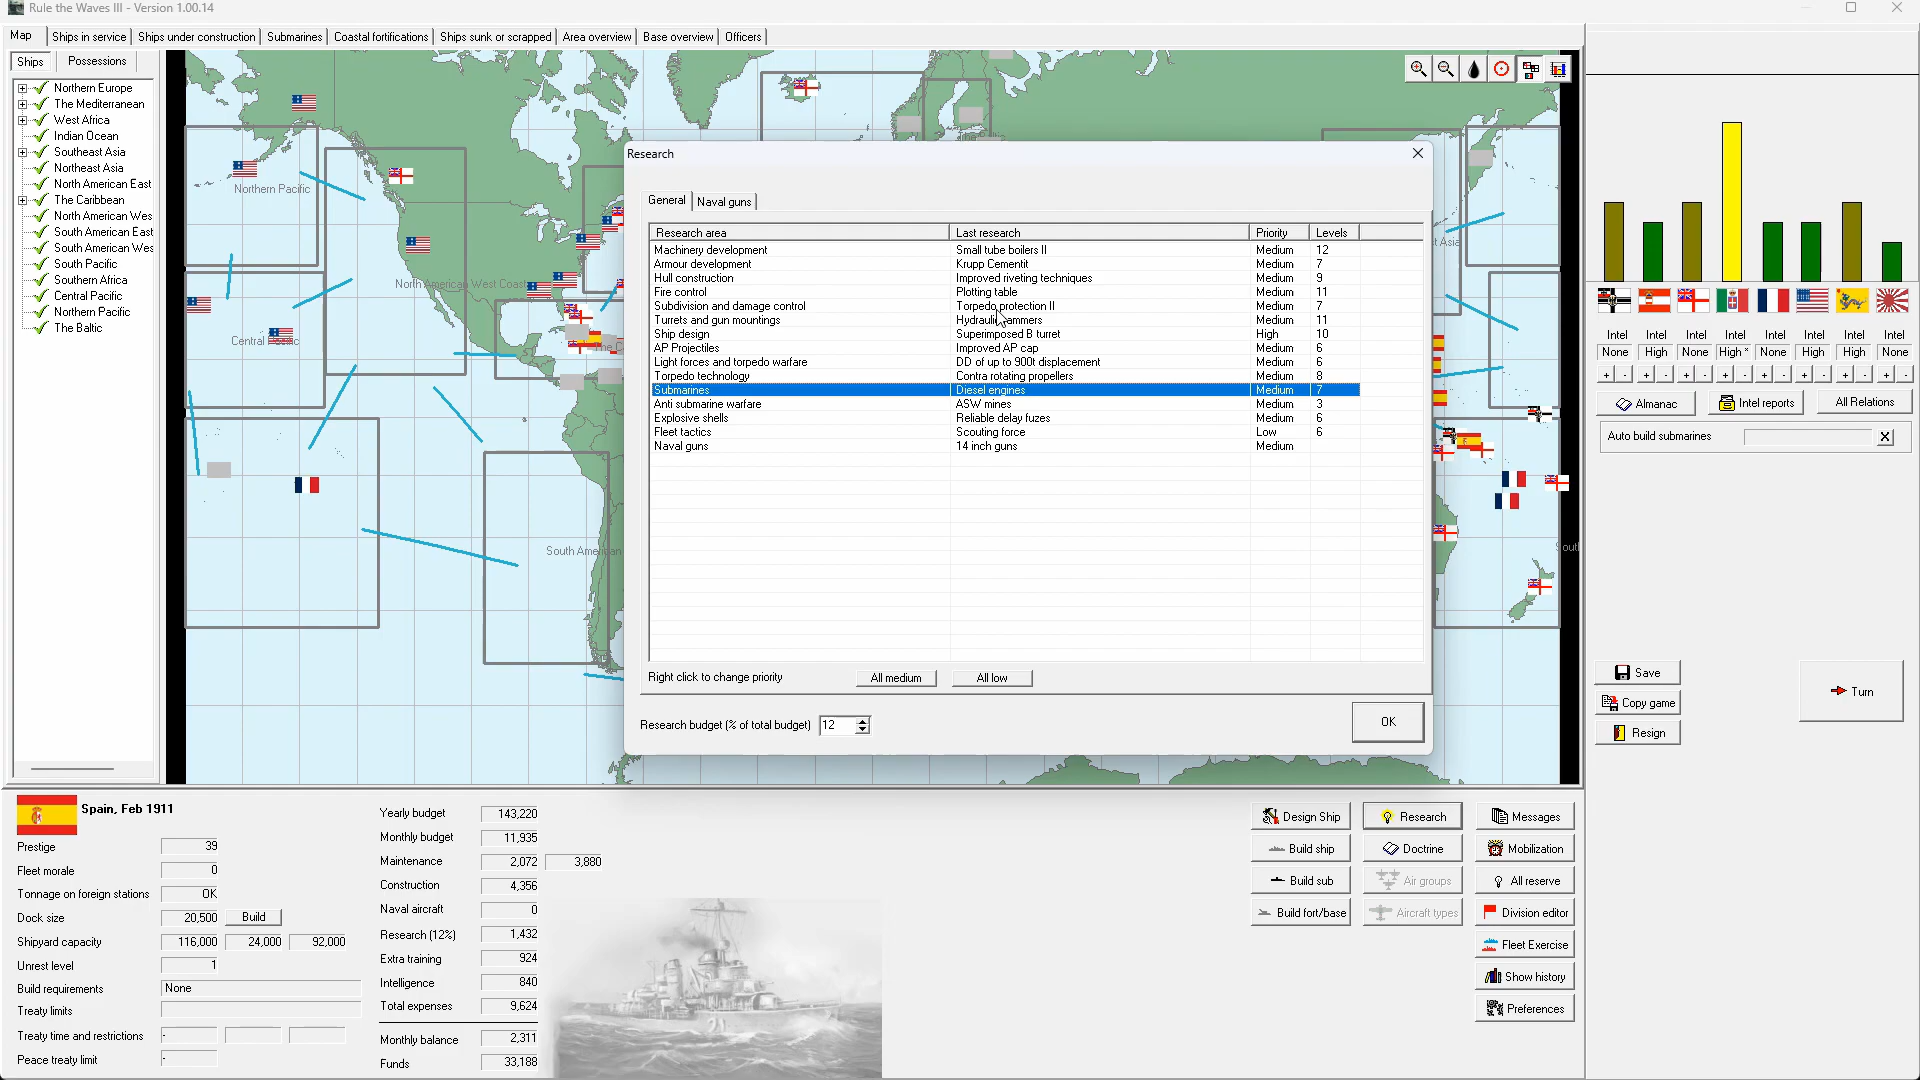 Rule the Waves III - Version 1.00.14
Map Ships in service Ships under construction Submarines Coastal fortifications Ships sunk or scrapped Area overview Base overview Officers
Ships Possessions
Northern Europe
The Mediterranean
West Africa
Indian Ocean
Southeast Asia
Northeast Asia
North American East
The Caribbean
North American Wes
South American East
South American Wes
South Pacific
Southern Africa
Central Pacific
Northern Pacific
The Baltic
Northern Pacific
North American West Coast
Central Pacific
South American
Research
General Naval guns
Research area Last research Priority Levels
Machinery development Small tube boilers II Medium 12
Armour development Krupp Cementit Medium 7
Hull construction Improved riveting techniques Medium 9
Fire control Plotting table Medium 11
Subdivision and damage control Torpedo protection II Medium 7
Turrets and gun mountings Hydraulic rammers Medium 11
Ship design Superimposed B turret High 10
AP Projectiles Improved AP cap Medium 6
Light forces and torpedo warfare DD of up to 900t displacement Medium 6
Torpedo technology Contra rotating propellers Medium 8
Submarines Diesel engines Medium 7
Anti submarine warfare ASW mines Medium 3
Explosive shells Reliable delay fuzes Medium 6
Fleet tactics Scouting force Low 6
Naval guns 14 inch guns Medium
Right click to change priority All medium All low
Research budget (% of total budget) 12
OK
Intel Intel Intel Intel Intel Intel Intel Intel
None High None High * None High High None
+ - + - + - + - + - + - + - + -
Almanac Intel reports All Relations
Auto build submarines X
Save
Copy game
Resign
Turn
Spain, Feb 1911
Prestige 39
Fleet morale 0
Tonnage on foreign stations OK
Dock size 20,500 Build
Shipyard capacity 116,000 24,000 92,000
Unrest level 1
Build requirements None
Treaty limits
Treaty time and restrictions -
Peace treaty limit -
Yearly budget 143,220
Monthly budget 11,935
Maintenance 2,072 3,880
Construction 4,356
Naval aircraft 0
Research (12%) 1,432
Extra training 924
Intelligence 840
Total expenses 9,624
Monthly balance 2,311
Funds 33,188
Design Ship Research Messages
Build ship Doctrine Mobilization
Build sub Air groups All reserve
Build fort/base Aircraft types Division editor
Fleet Exercise
Show history
Preferences